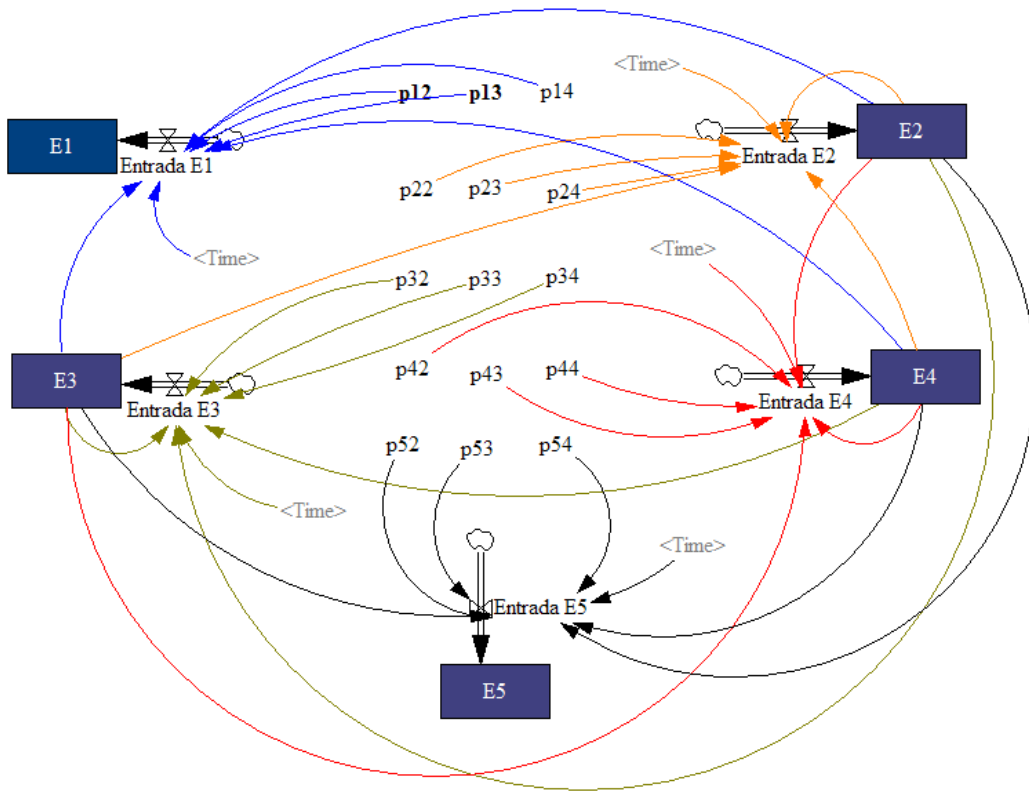 <Time>
p12
p13
p14
E1
Entrada E1
E2
Entrada E2
p22
p23
p24
<Time>
<Time>
p32
p33
p34
E3
Entrada E3
p42
p43
p44
E4
Entrada E4
p52
p53
p54
<Time>
<Time>
Entrada E5
E5